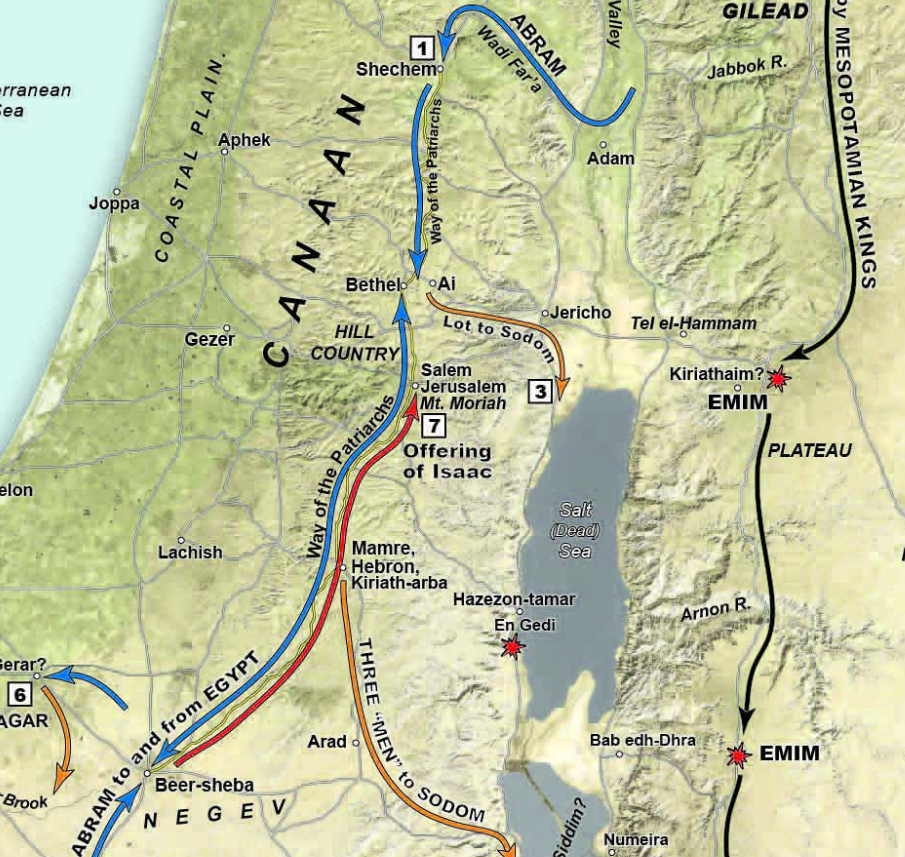 GILEAD
by MESOPOTAMIAN KINGS
Valley
ABRAM
Wadi Far'a
1
Shechem
Jabbok R.
erranean
Sea
COASTAL PLAIN.
CANAAN
Aphek
Way of the Patriarchs
Adam
Joppa
Bethel
Ai
Jericho
Lot to Sodom
Tel el-Hammam
Gezer
HILL
COUNTRY
Salem
Jerusalem
Mt. Moriah
3
Kiriathaim?
EMIM
7
Offering
of Isaac
Way of the Patriarchs
PLATEAU
elon
Salt
(Dead)
Sea
Lachish
Mamre,
Hebron,
Kiriath-arba
Hazezon-tamar
En Gedi
Arnon R.
Gerar?
6
AGAR
ABRAM to and from EGYPT
THREE "MEN" to SODOM
Arad
Bab edh-Dhra
EMIM
Beer-sheba
Brook
NEGEV
Siddim?
Numeira